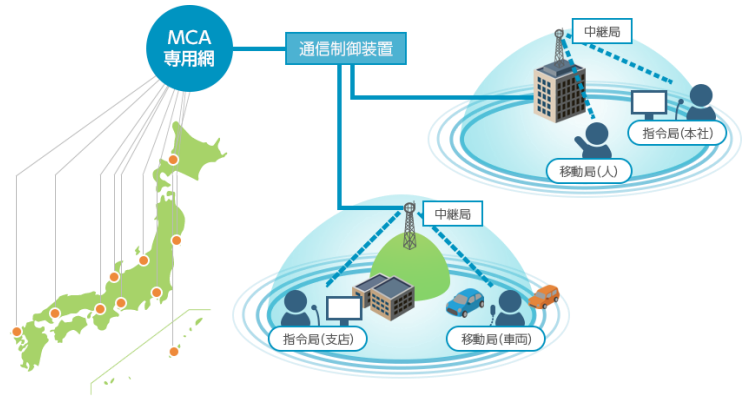 MCA
専用網
通信制御装置
中継局
指令局(本社)
移動局(人)
中継局
指令局(支店)
移動局(車両)